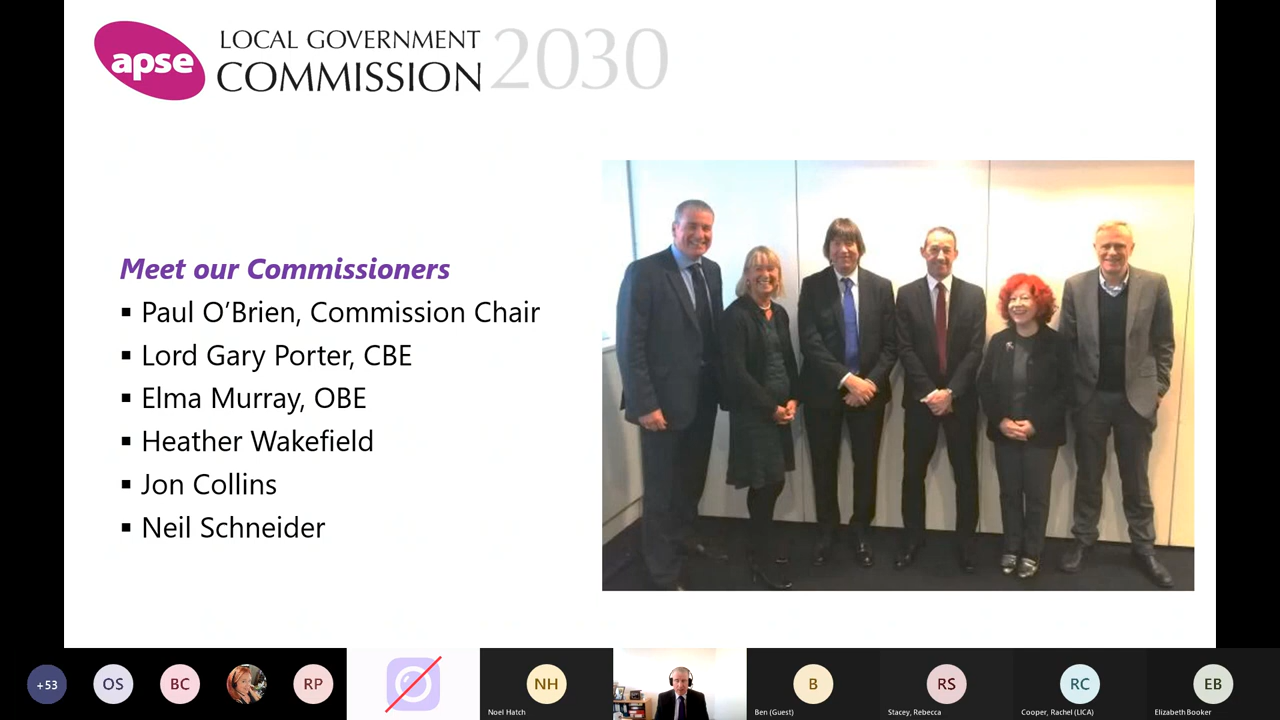 apse
LOCAL GOVERNMENT
COMMISSION 2030
Meet our Commissioners
▪ Paul O’Brien, Commission Chair
▪ Lord Gary Porter, CBE
▪ Elma Murray, OBE
▪ Heather Wakefield
▪ Jon Collins
▪ Neil Schneider
+53
OS
BC
RP
NH
B
RS
RC
EB
Noel Hatch
Ben (Guest)
Stacey, Rebecca
Cooper, Rachel (LICA)
Elizabeth Booker